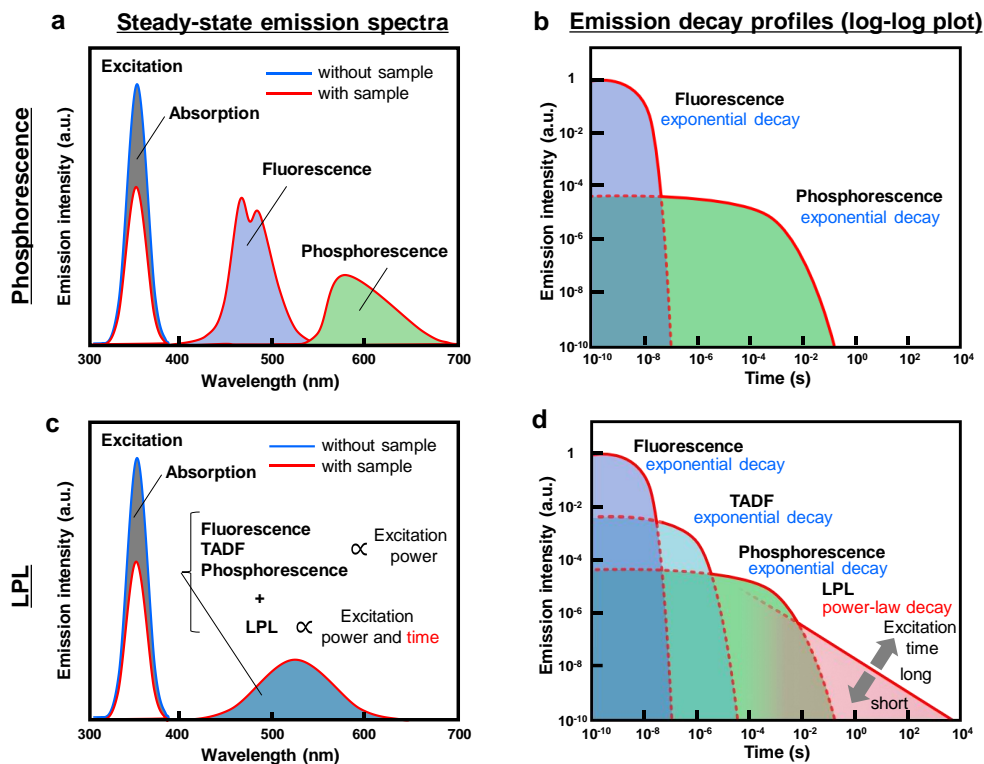 a
Steady-state emission spectra
b
Emission decay profiles (log-log plot)
Phosphorescence
Excitation
without sample
with sample
Absorption
Fluorescence
Phosphorescence
Emission intensity (a.u.)
300
400
500
600
700
Wavelength (nm)
Fluorescence
exponential decay
Phosphorescence
exponential decay
Emission intensity (a.u.)
1
10-2
10-4
10-6
10-8
10-10
10-10
10-8
10-6
10-4
10-2
100
102
104
Time (s)
LPL
c
Excitation
without sample
with sample
Absorption
Fluorescence
TADF
Phosphorescence
∝ Excitation
power
+
LPL ∝ Excitation
power and time
Emission intensity (a.u.)
300
400
500
600
700
Wavelength (nm)
d
Fluorescence
exponential decay
TADF
exponential decay
Phosphorescence
exponential decay
LPL
power-law decay
Excitation
time
long
short
Emission intensity (a.u.)
1
10-2
10-4
10-6
10-8
10-10
10-10
10-8
10-6
10-4
10-2
100
102
104
Time (s)